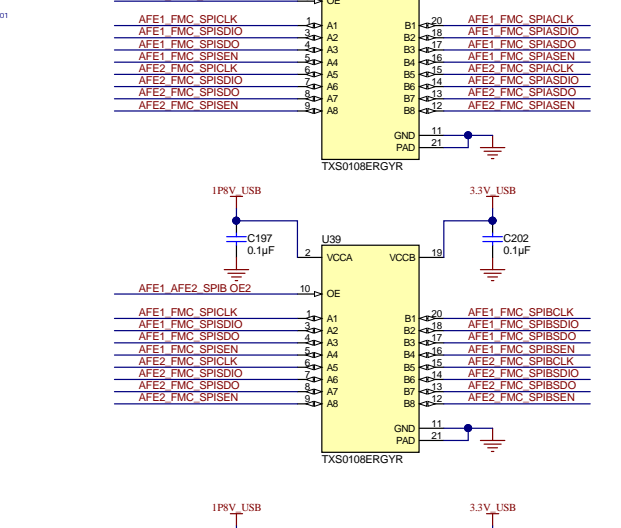 01
OE
AFE1_FMC_SPICLK 1 A1 B1 20 AFE1_FMC_SPIACLK
AFE1_FMC_SPISDIO 3 A2 B2 18 AFE1_FMC_SPIASDIO
AFE1_FMC_SPISDO 4 A3 B3 17 AFE1_FMC_SPIASDO
AFE1_FMC_SPISEN 5 A4 B4 16 AFE1_FMC_SPIASEN
AFE2_FMC_SPICLK 6 A5 B5 15 AFE2_FMC_SPIACLK
AFE2_FMC_SPISDIO 7 A6 B6 14 AFE2_FMC_SPIASDIO
AFE2_FMC_SPISDO 8 A7 B7 13 AFE2_FMC_SPIASDO
AFE2_FMC_SPISEN 9 A8 B8 12 AFE2_FMC_SPIASEN
GND 11
PAD 21
TXS0108ERGYR
1P8V_USB 3.3V_USB
C197 U39 C202
0.1µF 0.1µF
2 VCCA VCCB 19
AFE1_AFE2_SPIB OE2 10 OE
AFE1_FMC_SPICLK 1 A1 B1 20 AFE1_FMC_SPIBCLK
AFE1_FMC_SPISDIO 3 A2 B2 18 AFE1_FMC_SPIBSDIO
AFE1_FMC_SPISDO 4 A3 B3 17 AFE1_FMC_SPIBSDO
AFE1_FMC_SPISEN 5 A4 B4 16 AFE1_FMC_SPIBSEN
AFE2_FMC_SPICLK 6 A5 B5 15 AFE2_FMC_SPIBCLK
AFE2_FMC_SPISDIO 7 A6 B6 14 AFE2_FMC_SPIBSDIO
AFE2_FMC_SPISDO 8 A7 B7 13 AFE2_FMC_SPIBSDO
AFE2_FMC_SPISEN 9 A8 B8 12 AFE2_FMC_SPIBSEN
GND 11
PAD 21
TXS0108ERGYR
1P8V_USB 3.3V_USB